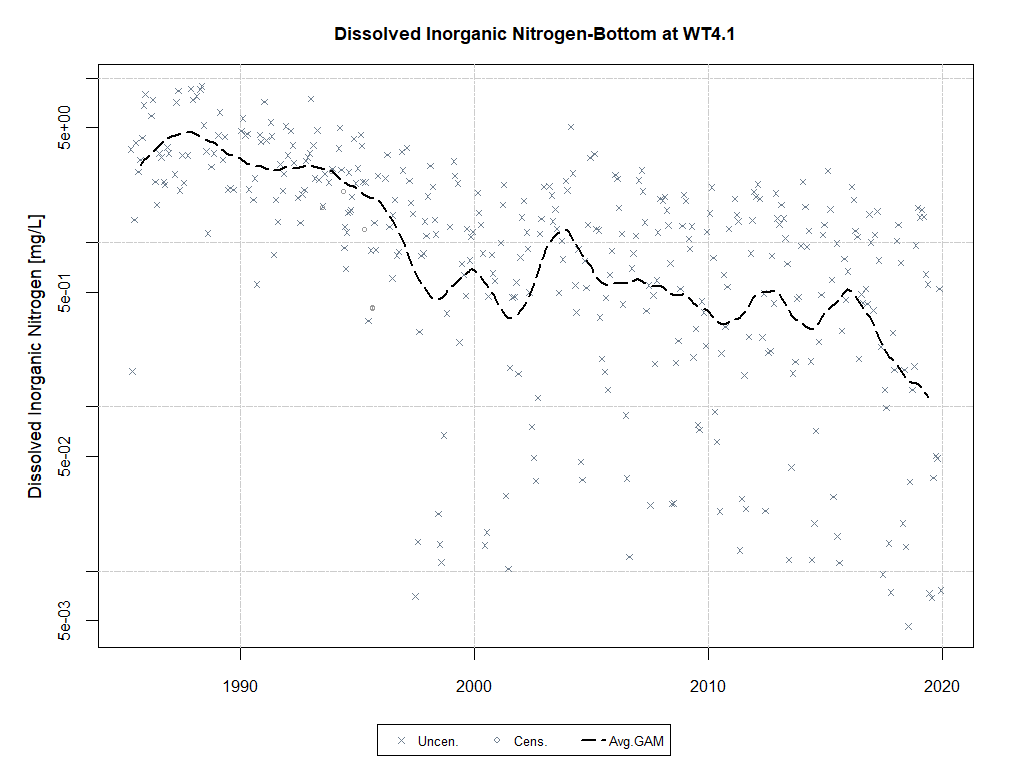 Dissolved Inorganic Nitrogen-Bottom at WT4.1
Dissolved Inorganic Nitrogen [mg/L]
5e+00
5e-01
5e-02
5e-03
1990 2000 2010 2020
Uncen. Cens. Avg.GAM